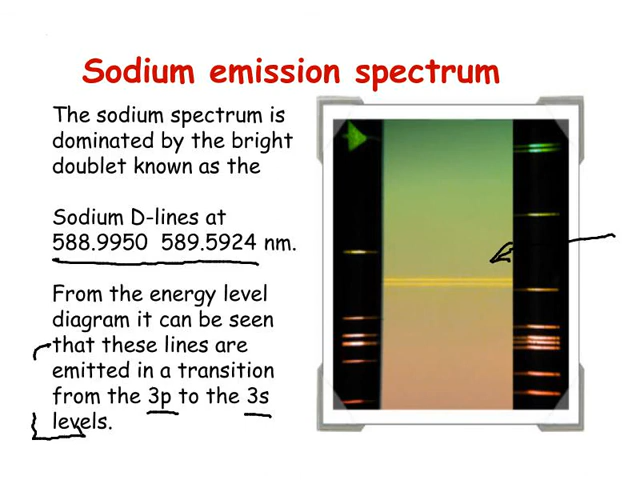 Sodium emission spectrum
The sodium spectrum is
dominated by the bright
doublet known as the
Sodium D-lines at
588.9950 589.5924 nm.
From the energy level
diagram it can be seen
that these lines are
emitted in a transition
from the 3p to the 3s
levels.